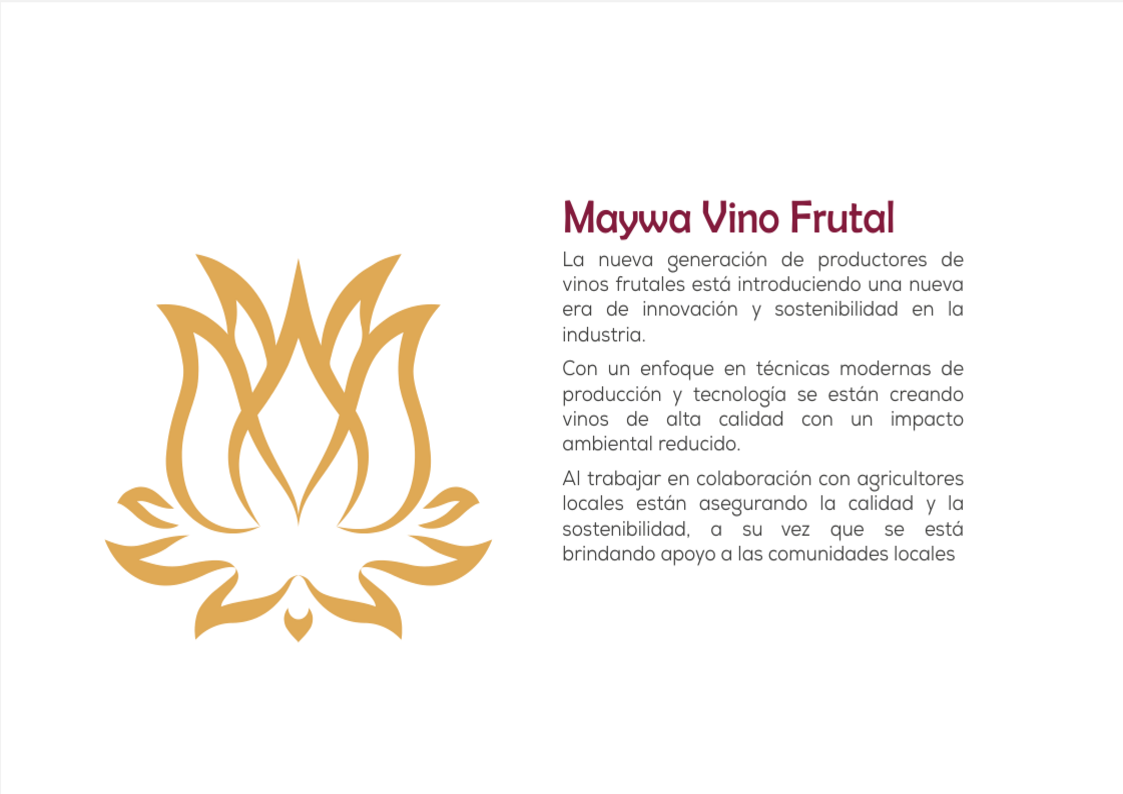 Maywa Vino Frutal
La nueva generación de productores de
vinos frutales está introduciendo una nueva
era de innovación y sostenibilidad en la
industria.
Con un enfoque en técnicas modernas de
producción y tecnología se están creando
vinos de alta calidad con un impacto
ambiental reducido.
Al trabajar en colaboración con agricultores
locales están asegurando la calidad y la
sostenibilidad, a su vez que se está
brindando apoyo a las comunidades locales